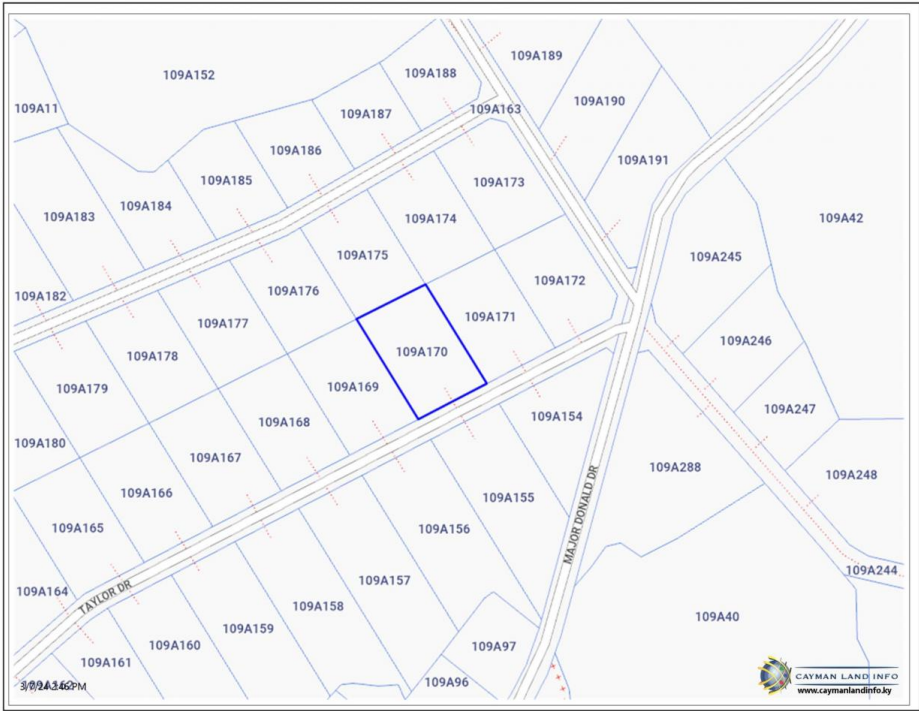 109A189
109A188
109A152
109A190
109A187
109A11
109A163
109A186
109A191
109A185
109A173
109A184
109A183
109A174
109A42
109A175
109A245
109A172
109A176
109A182
109A171
109A177
109A246
109A170
109A178
109A169
109A179
109A247
109A154
109A168
109A180
109A167
109A288
109A248
109A166
109A155
109A165
109A156
MAJOR DONALD DR
109A244
109A157
109A164
TAYLOR DR
109A158
109A40
109A159
109A160
109A97
109A161
109A96
CAYMAN LAND INFO
www.caymanlandinfo.ky